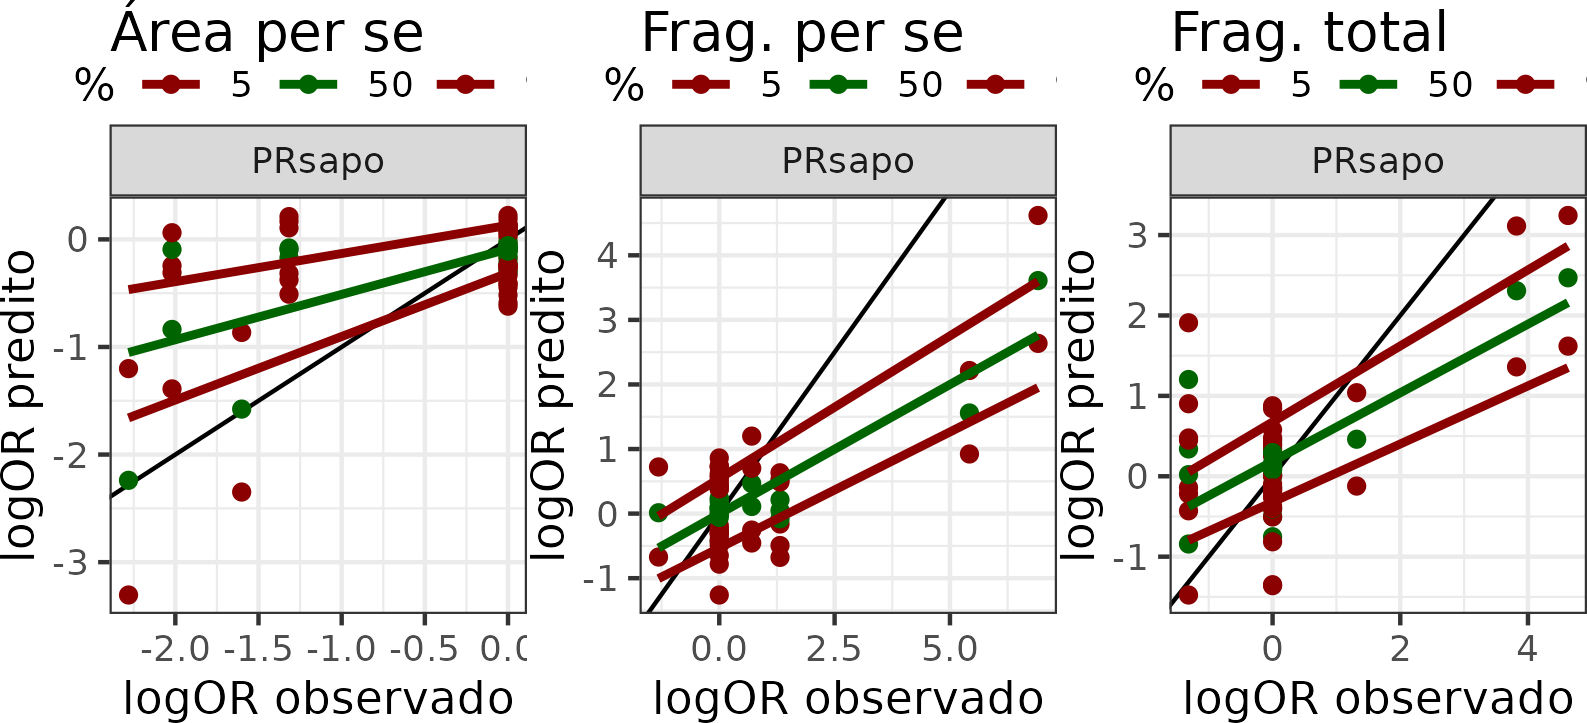 Área per se
% 5 50
PRsapo
0
-1
-2
-3
logOR predito
-2.0 -1.5 -1.0 -0.5 0.0
logOR observado
Frag. per se
% 5 50
PRsapo
4
3
2
1
0
-1
logOR predito
0.0 2.5 5.0
logOR observado
Frag. total
% 5 50
PRsapo
3
2
1
0
-1
logOR predito
0 2 4
logOR observado